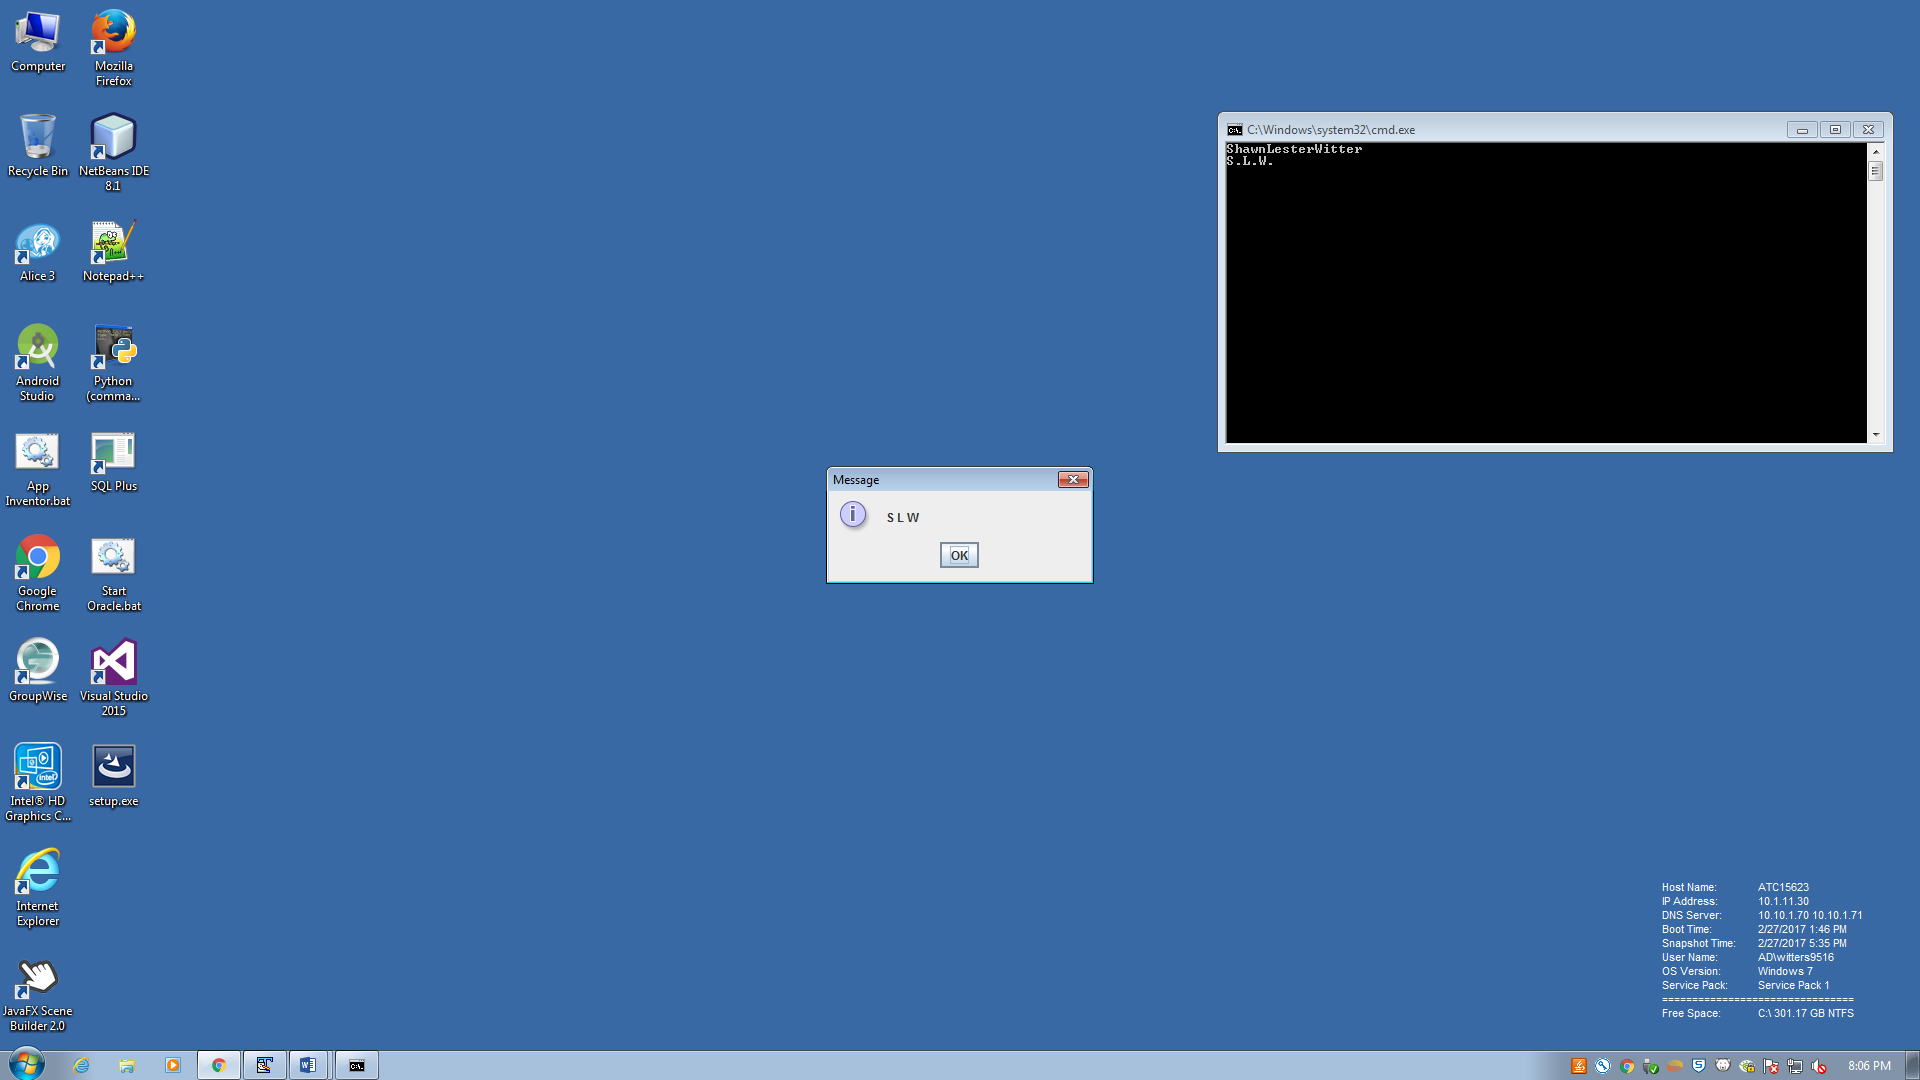 Computer
Mozilla
Firefox
Recycle Bin
NetBeans IDE
8.1
Alice 3
Notepad++
Android
Studio
Python
(comma...
App
Inventor.bat
SQL Plus
Google
Chrome
Start
Oracle.bat
GroupWise
Visual Studio
2015
Intel® HD
Graphics C...
setup.exe
Internet
Explorer
JavaFX Scene
Builder 2.0
C:\Windows\system32\cmd.exe
ShawnLesterWitter
S.L.W.
Message
S L W
OK
Host Name: ATC15623
IP Address: 10.1.11.30
DNS Server: 10.10.1.70 10.10.1.71
Boot Time: 2/27/2017 1:46 PM
Snapshot Time: 2/27/2017 5:35 PM
User Name: AD\witters9516
OS Version: Windows 7
Service Pack: Service Pack 1
================================
Free Space: C:\ 301.17 GB NTFS
8:06 PM